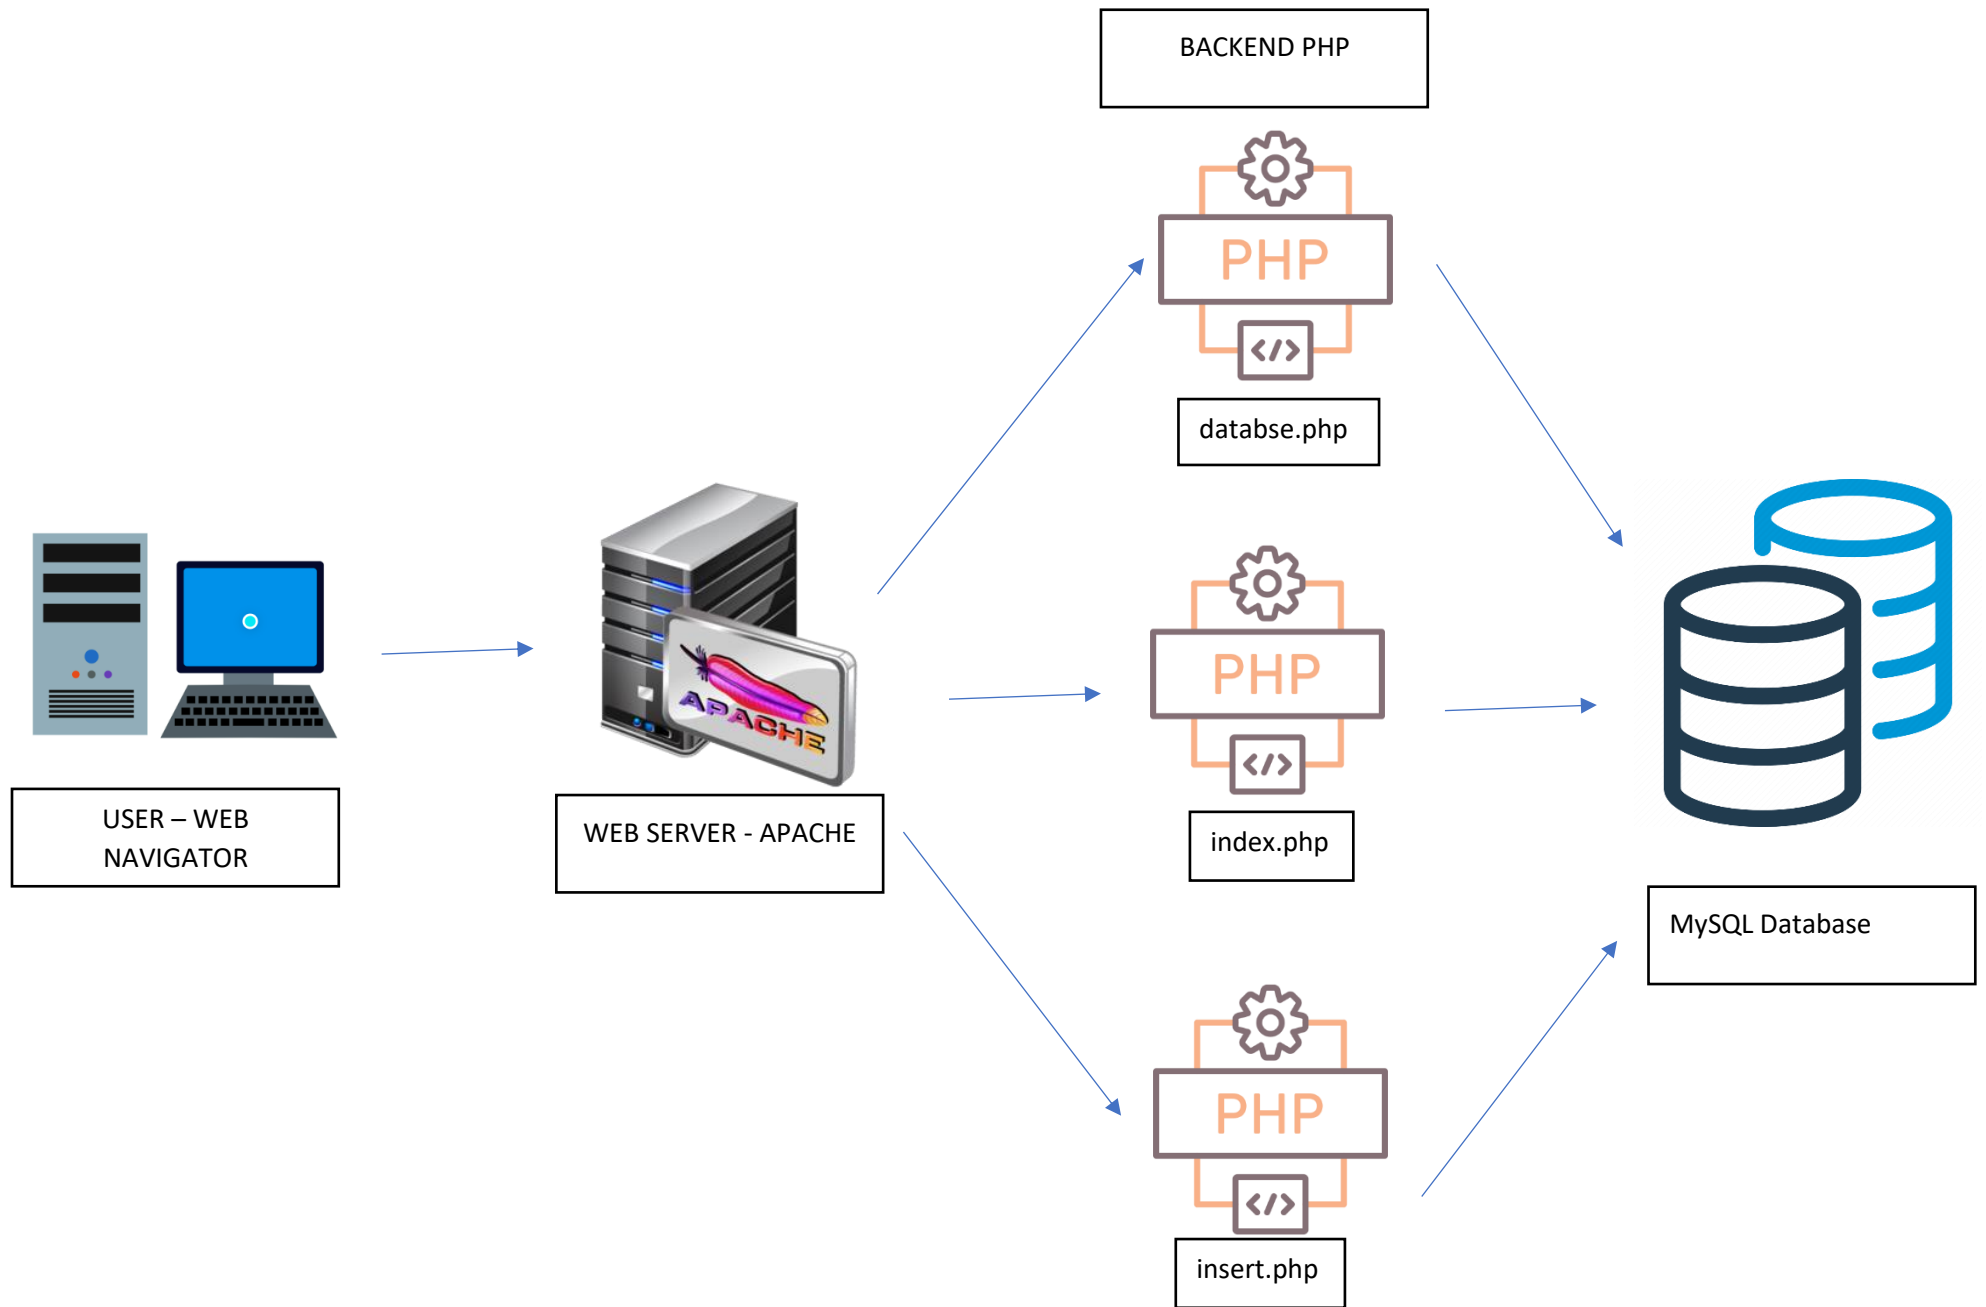 BACKEND PHP
PHP
</>
databse.php
APACHE
PHP
</>
USER – WEB
NAVIGATOR
WEB SERVER - APACHE
index.php
MySQL Database
PHP
</>
insert.php